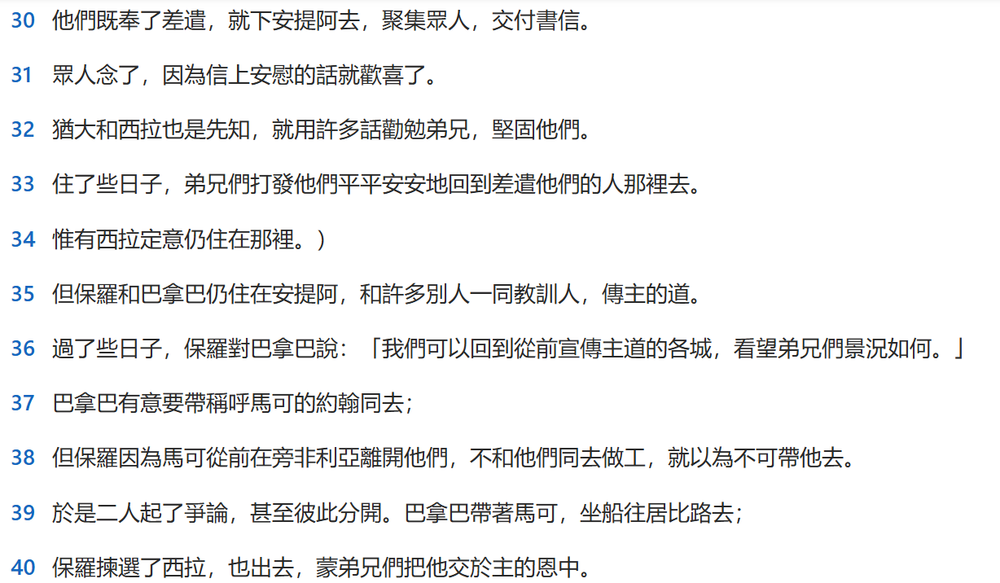 30 他們既奉了差遣，就下安提阿去，聚集眾人，交付書信。
31 眾人念了，因為信上安慰的話就歡喜了。
32 猶大和西拉也是先知，就用許多話勸勉弟兄，堅固他們。
33 住了些日子，弟兄們打發他們平平安安地回到差遣他們的人那裡去。
34 惟有西拉定意仍住在那裡。）
35 但保羅和巴拿巴仍住在安提阿，和許多別人一同教訓人，傳主的道。
36 過了些日子，保羅對巴拿巴說：「我們可以回到從前宣傳主道的各城，看望弟兄們景況如何。」
37 巴拿巴有意要帶稱呼馬可的約翰同去；
38 但保羅因為馬可從前在旁非利亞離開他們，不和他們同去做工，就以為不可帶他去。
39 於是二人起了爭論，甚至彼此分開。巴拿巴帶著馬可，坐船往居比路去；
40 保羅揀選了西拉，也出去，蒙弟兄們把他交於主的恩中。